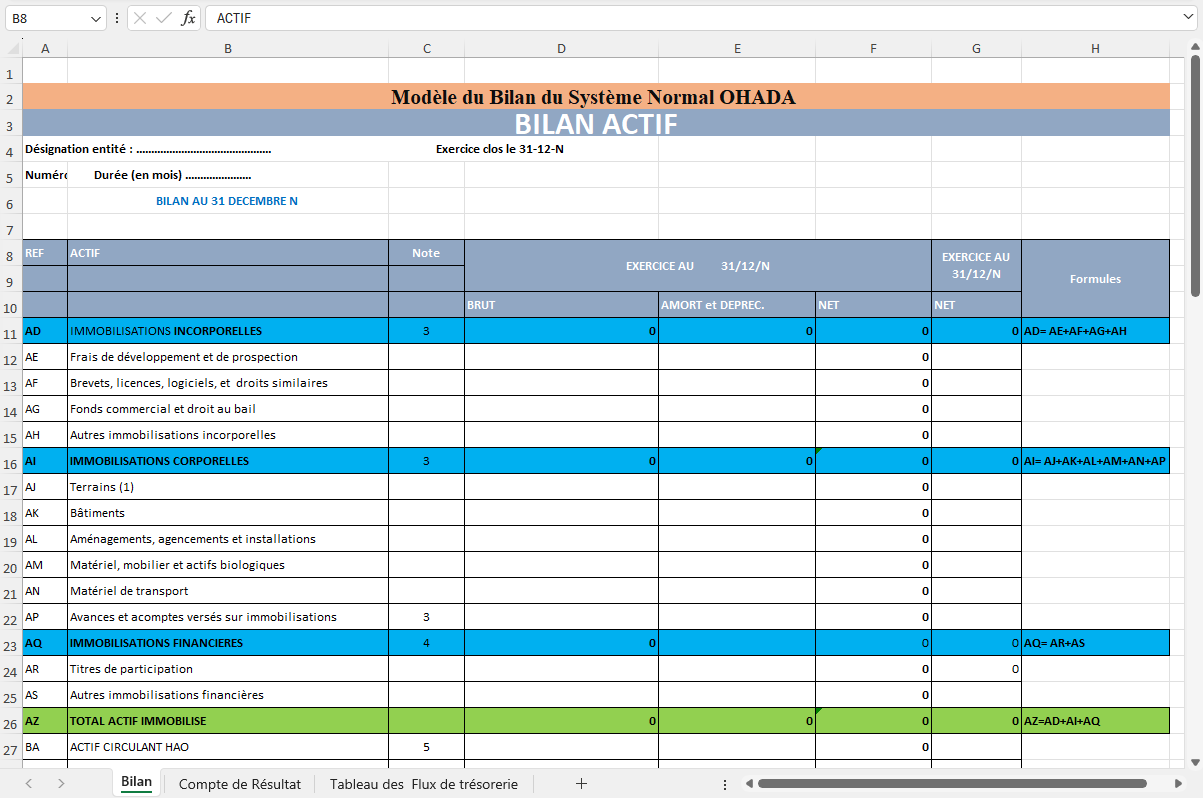 B8 fx ACTIF
A B C D E F G H
1
2 Modèle du Bilan du Système Normal OHADA
3 BILAN ACTIF
4 Désignation entité : ............................................ Exercice clos le 31-12-N
5 Numéro Durée (en mois) ......................
6 BILAN AU 31 DECEMBRE N
7
8 REF ACTIF Note EXERCICE AU 31/12/N EXERCICE AU 31/12/N Formules
9
10 BRUT AMORT et DEPREC. NET NET
11 AD IMMOBILISATIONS INCORPORELLES 3 0 0 0 0 AD= AE+AF+AG+AH
12 AE Frais de développement et de prospection 0
13 AF Brevets, licences, logiciels, et droits similaires 0
14 AG Fonds commercial et droit au bail 0
15 AH Autres immobilisations incorporelles 0
16 AI IMMOBILISATIONS CORPORELLES 3 0 0 0 0 AI= AJ+AK+AL+AM+AN+AP
17 AJ Terrains (1) 0
18 AK Bâtiments 0
19 AL Aménagements, agencements et installations 0
20 AM Matériel, mobilier et actifs biologiques 0
21 AN Matériel de transport 0
22 AP Avances et acomptes versés sur immobilisations 3 0
23 AQ IMMOBILISATIONS FINANCIERES 4 0 0 0 AQ= AR+AS
24 AR Titres de participation 0 0
25 AS Autres immobilisations financières 0
26 AZ TOTAL ACTIF IMMOBILISE 0 0 0 0 AZ=AD+AI+AQ
27 BA ACTIF CIRCULANT HAO 5 0
Bilan Compte de Résultat Tableau des Flux de trésorerie +